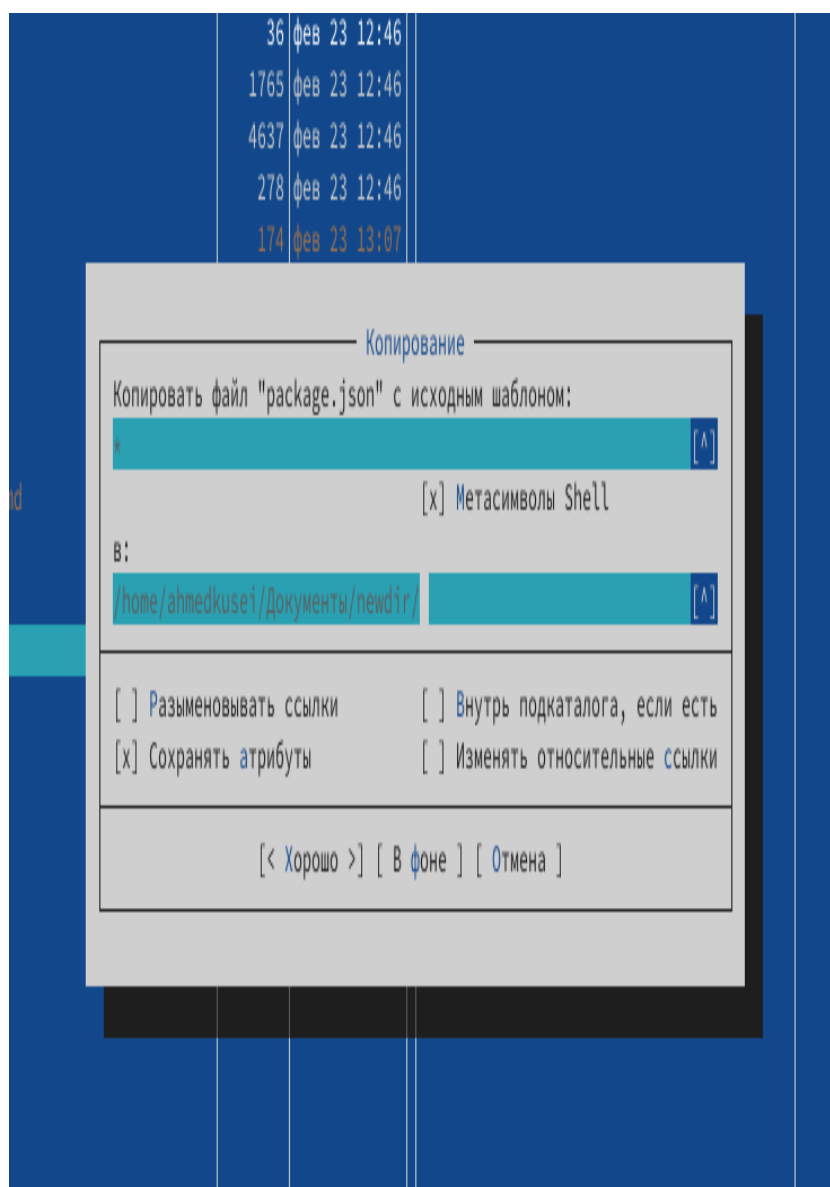 36 фев 23 12:46
1765 фев 23 12:46
4637 фев 23 12:46
278 фев 23 12:46
174 фев 23 13:07
Копирование
Копировать файл "package.json" с исходным шаблоном:
* [^]
[x] Метасимволы Shell
в:
/home/ahmedkusei/Документы/newdir/ [^]
[ ] Разыменовывать ссылки [ ] Внутрь подкаталога, если есть
[x] Сохранять атрибуты [ ] Изменять относительные ссылки
[< Хорошо >] [ В фоне ] [ Отмена ]